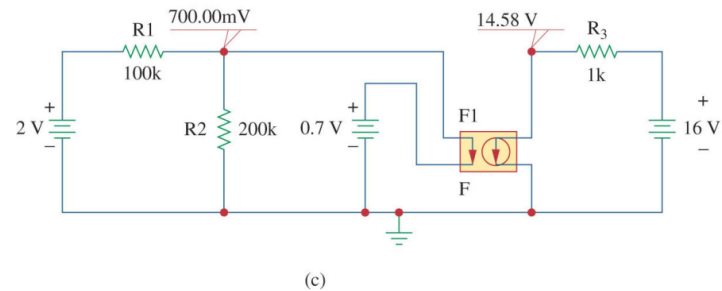 700.00mV
14.58 V
R1
R3
100k
1k
+
+
F1
+
2 V
R2
200k
0.7 V
16 V
−
−
−
F
(c)